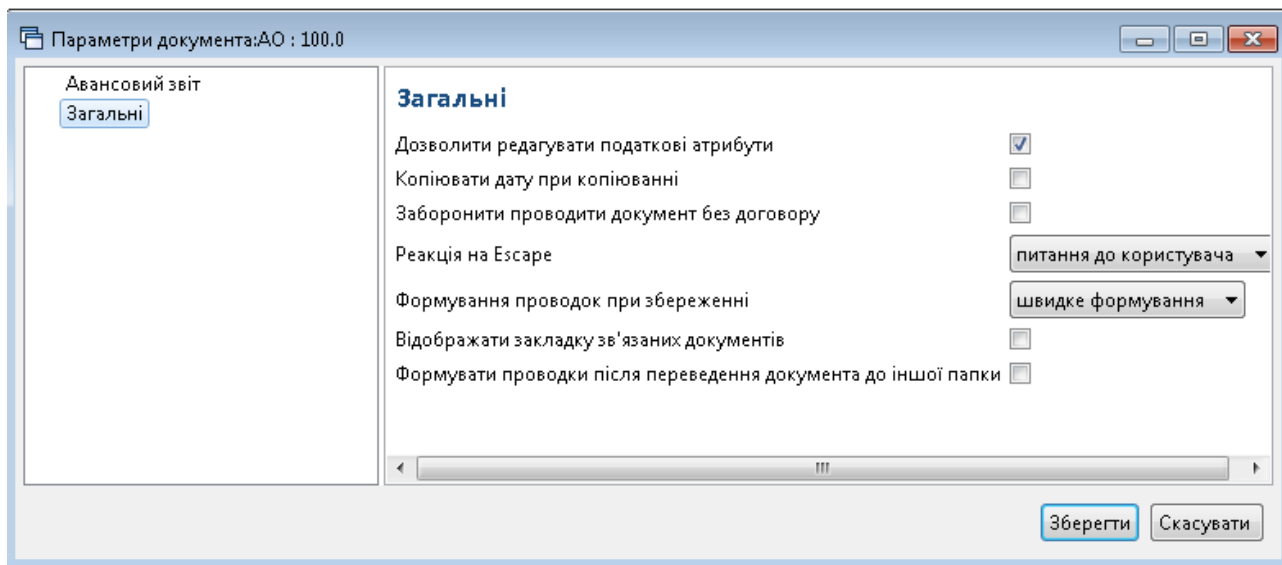 Параметри документа:АО : 100.0
Авансовий звіт
Загальні
Загальні
Дозволити редагувати податкові атрибути
Копіювати дату при копіюванні
Заборонити проводити документ без договору
Реакція на Escape питання до користувача
Формування проводок при збереженні швидке формування
Відображати закладку зв'язаних документів
Формувати проводки після переведення документа до іншої папки
Зберегти Скасувати